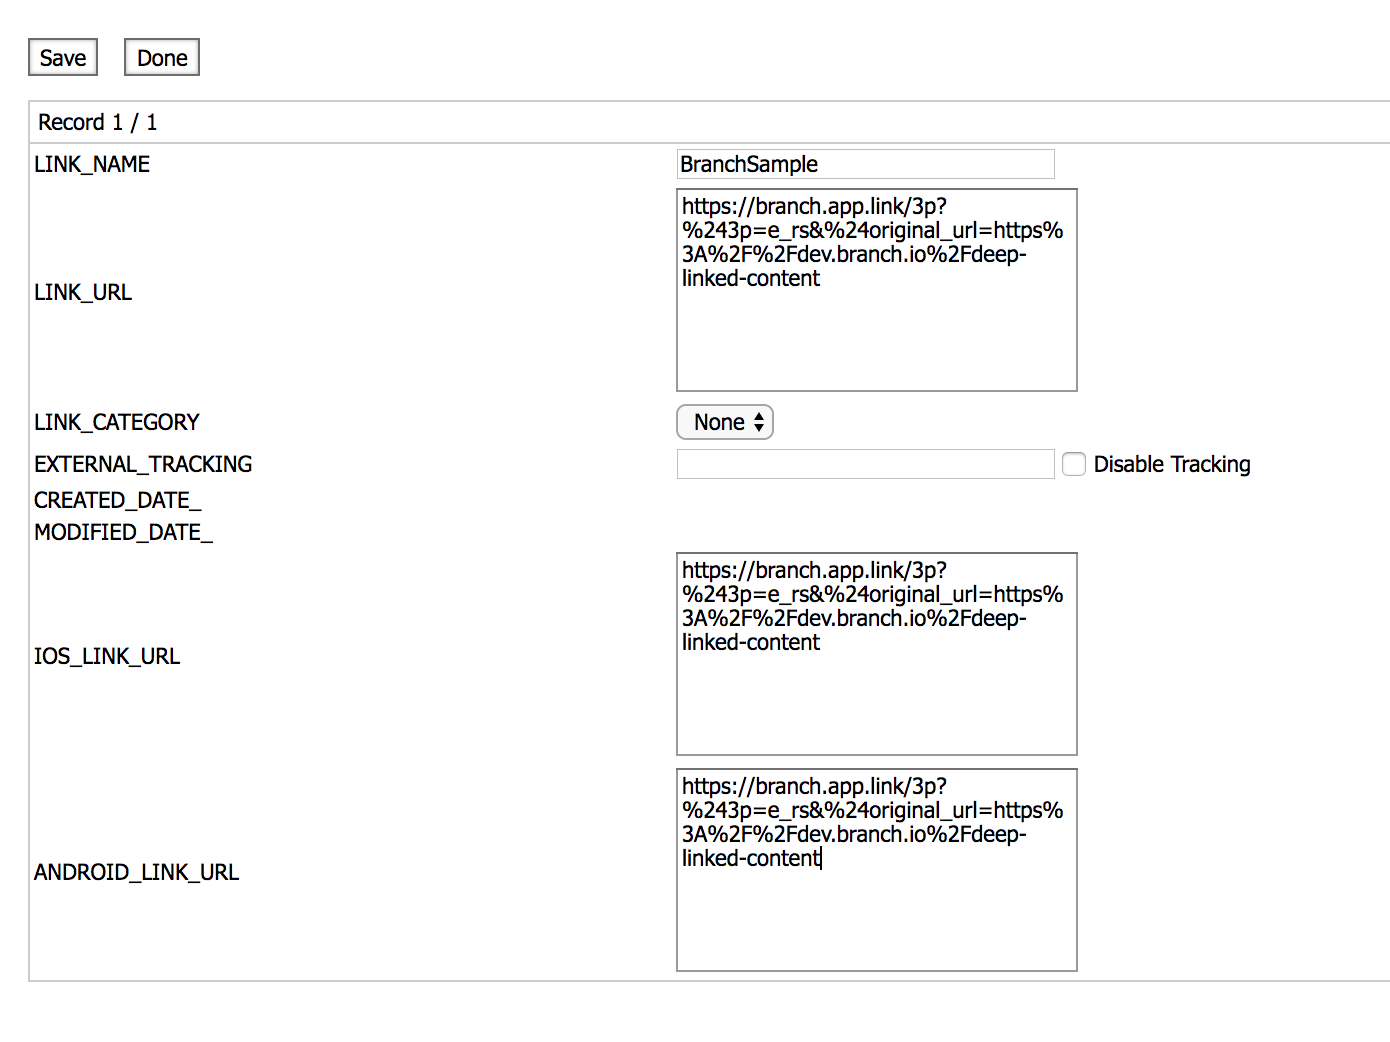 Save Done
Record 1 / 1
LINK_NAME BranchSample
LINK_URL
https://branch.app.link/3p?
%243p=e_rs&%24original_url=https%
3A%2F%2Fdev.branch.io%2Fdeep-
linked-content
LINK_CATEGORY None
EXTERNAL_TRACKING Disable Tracking
CREATED_DATE_
MODIFIED_DATE_
IOS_LINK_URL
https://branch.app.link/3p?
%243p=e_rs&%24original_url=https%
3A%2F%2Fdev.branch.io%2Fdeep-
linked-content
ANDROID_LINK_URL
https://branch.app.link/3p?
%243p=e_rs&%24original_url=https%
3A%2F%2Fdev.branch.io%2Fdeep-
linked-content